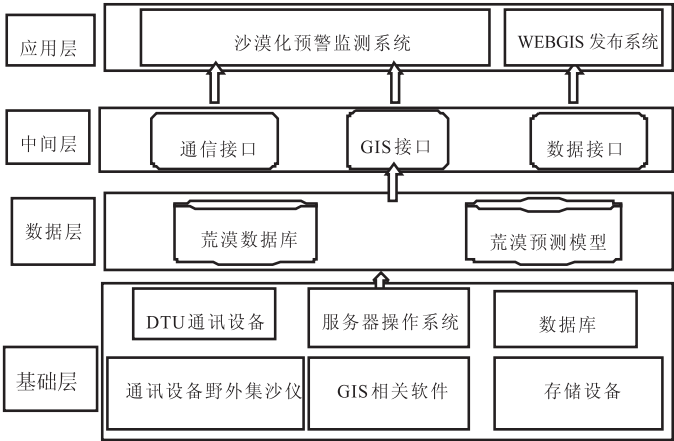 应用层
沙漠化预警监测系统
WEBGIS 发布系统
中间层
通信接口
GIS 接口
数据接口
数据层
荒漠数据库
荒漠预测模型
基础层
DTU通讯设备
服务器操作系统
数据库
通讯设备野外集沙仪
GIS相关软件
存储设备